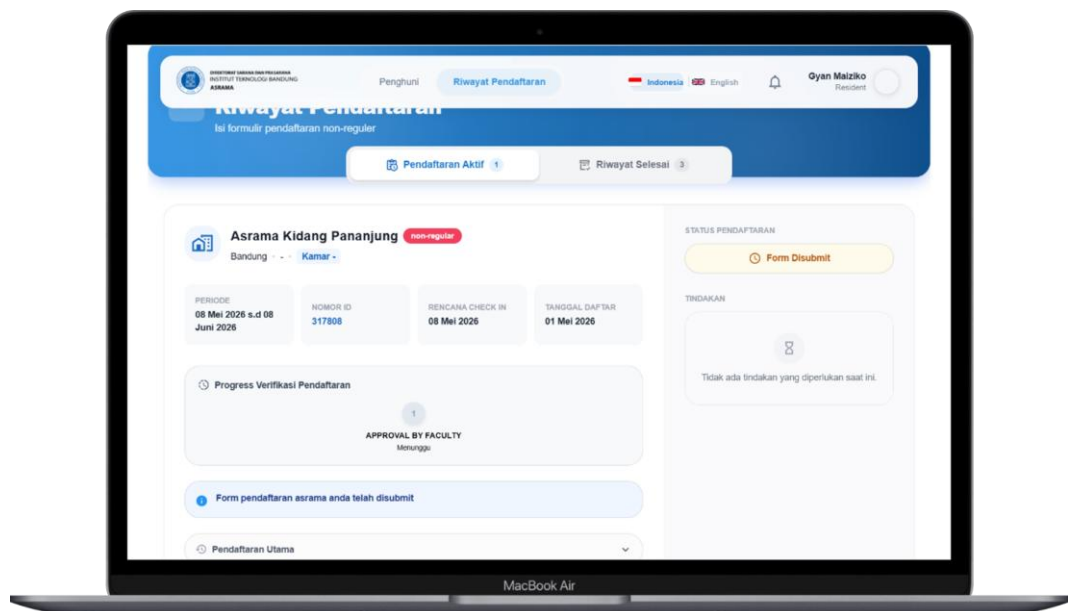 DIREKTORAT SARANA DAN PRASARANA
INSTITUT TEKNOLOGI BANDUNG
ASRAMA
Penghuni
Riwayat Pendaftaran
Indonesia
English
Gyan Maiziko
Resident
Riwayat Pendaftaran
Isi formulir pendaftaran non-reguler
Pendaftaran Aktif 1
Riwayat Selesai 3
Asrama Kidang Pananjung non-regular
Bandung - Kamar -
STATUS PENDAFTARAN
Form Disubmit
PERIODE
08 Mei 2026 s.d 08
Juni 2026
NOMOR ID
317808
RENCANA CHECK IN
08 Mei 2026
TANGGAL DAFTAR
01 Mei 2026
TINDAKAN
Tidak ada tindakan yang diperlukan saat ini.
Progress Verifikasi Pendaftaran
1
APPROVAL BY FACULTY
Menunggu
Form pendaftaran asrama anda telah disubmit
Pendaftaran Utama
MacBook Air